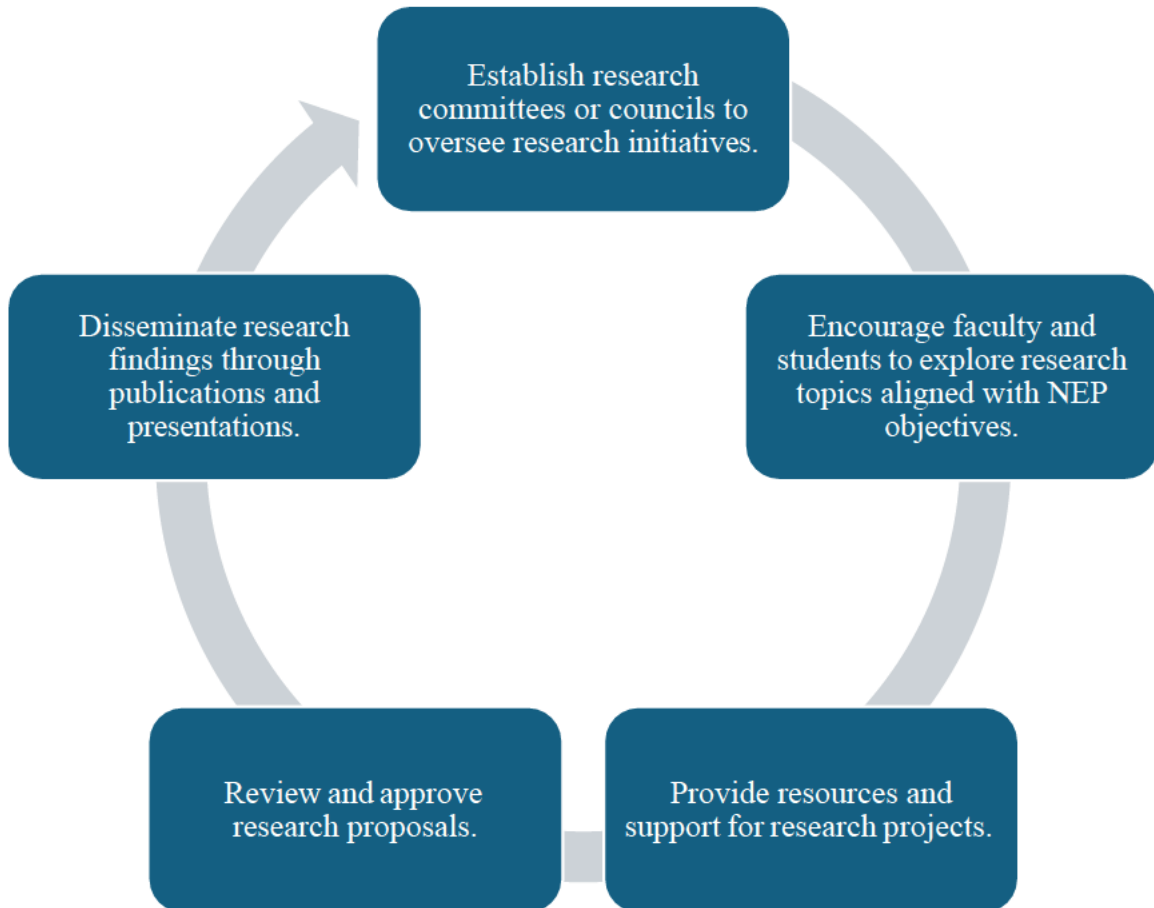 Establish research
committees or councils to
oversee research initiatives.
Encourage faculty and
students to explore research
topics aligned with NEP
objectives.
Provide resources and
support for research projects.
Review and approve
research proposals.
Disseminate research
findings through
publications and
presentations.